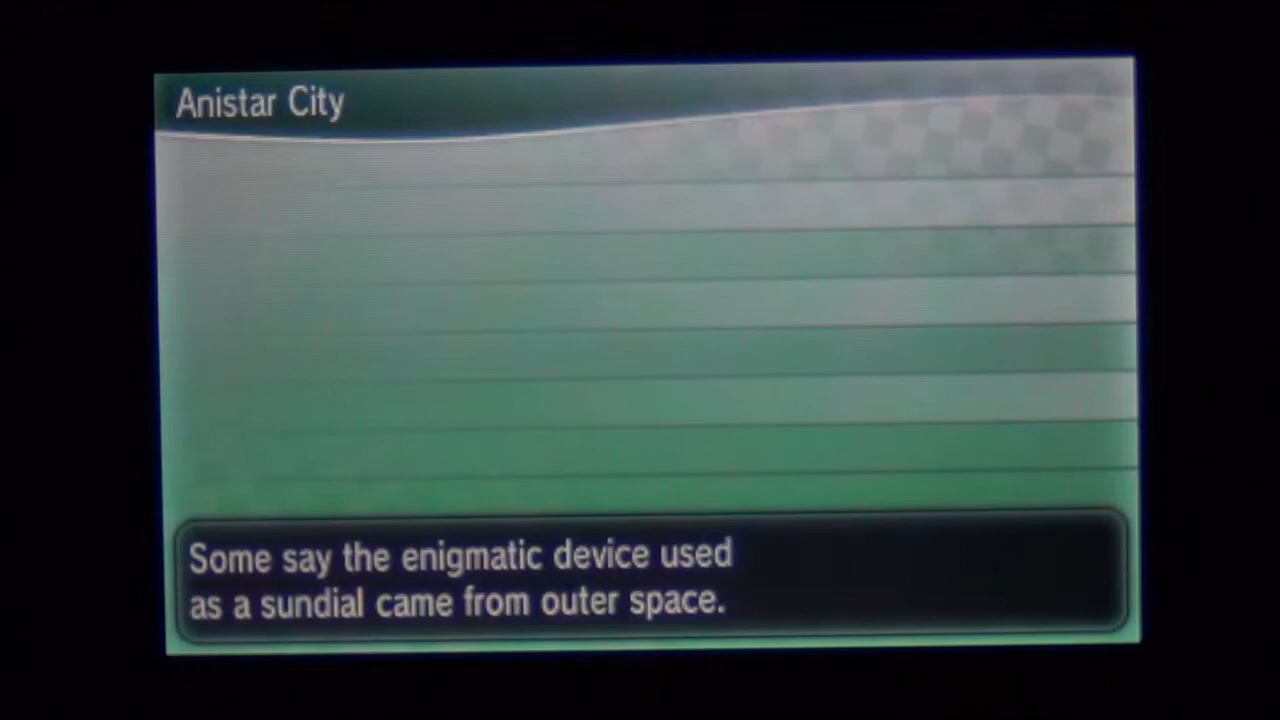 Anistar City
Some say the enigmatic device used
as a sundial came from outer space.